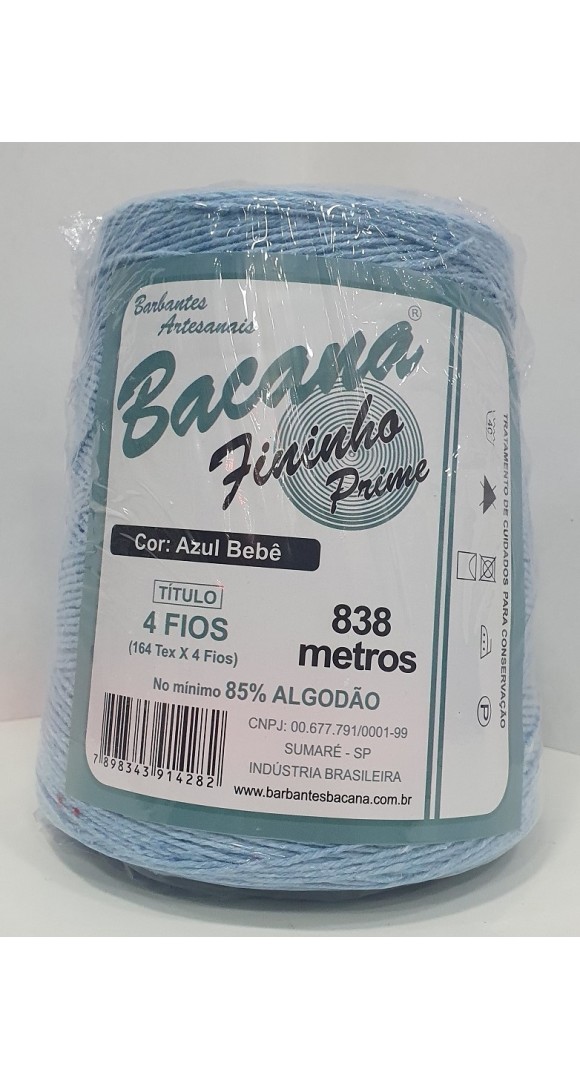 Barbantes
Artesanais
Bacana®
Fininho
Prime
Cor: Azul Bebê
TÍTULO
4 FIOS
(164 Tex X 4 Fios)
838
metros
No mínimo 85% ALGODÃO
CNPJ: 00.677.791/0001-99
SUMARÉ - SP
INDÚSTRIA BRASILEIRA
www.barbantesbacana.com.br
7 898343 914282
TRATAMENTO DE CUIDADOS PARA CONSERVAÇÃO
40°
P